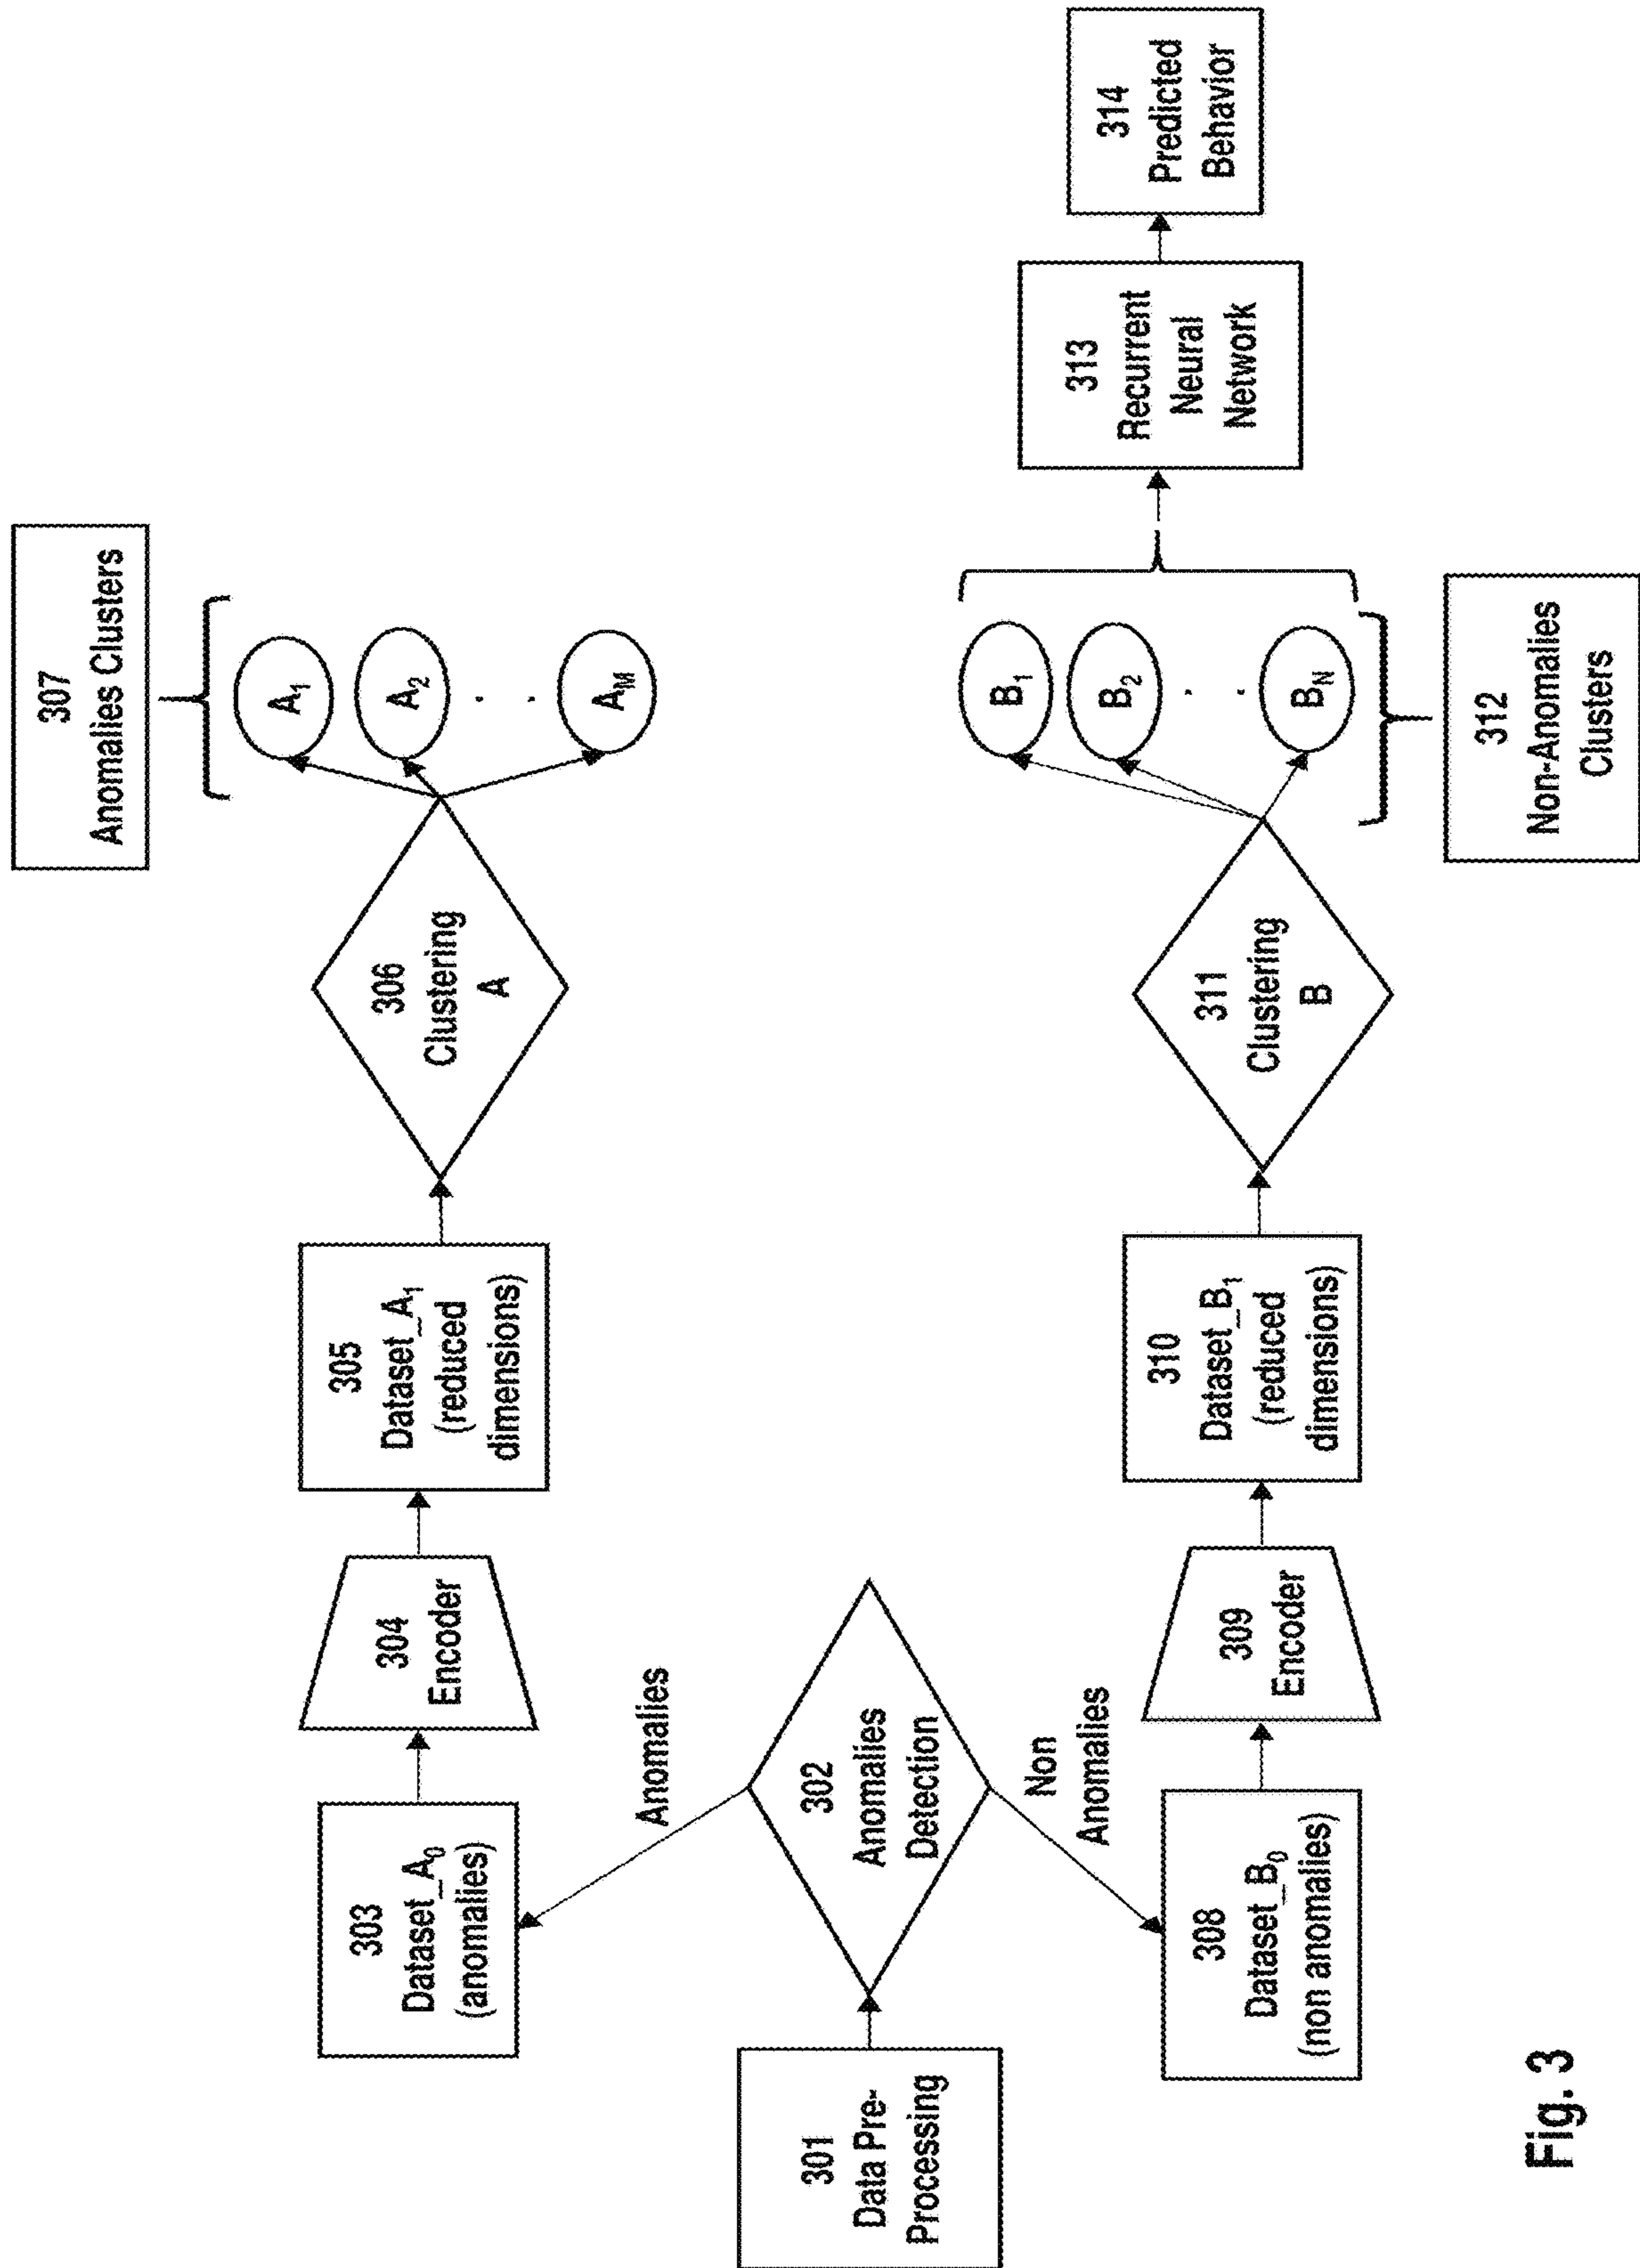 301
Data Pre-
Processing
302
Anomalies
Detection
Anomalies
Non
Anomalies
303
Dataset_A₀
(anomalies)
304
Encoder
305
Dataset_A₁
(reduced
dimensions)
306
Clustering
A
307
Anomalies Clusters
A₁
A₂
A_M
308
Dataset_B₀
(non anomalies)
309
Encoder
310
Dataset_B₁
(reduced
dimensions)
311
Clustering
B
B₁
B₂
B_N
312
Non-Anomalies
Clusters
313
Recurrent
Neural
Network
314
Predicted
Behavior
Fig. 3